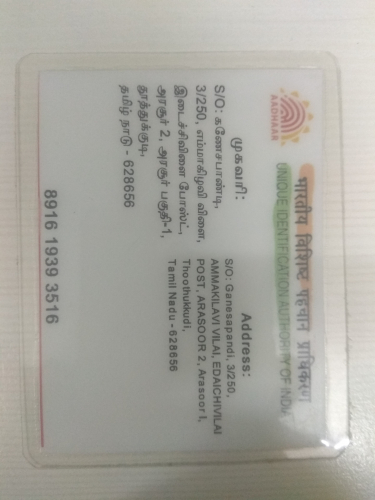 भारतीय विशिष्ट पहचान प्राधिकरण
UNIQUE IDENTIFICATION AUTHORITY OF INDIA
AADHAAR
முகவரி:
S/O: கணேசபாண்டி,
3/250, எம்மாகிழவி விளை,
இடைச்சிவிளை போஸ்ட்,
அரசூர் 2, அரசூர் பகுதி-1,
தூத்துக்குடி,
தமிழ் நாடு - 628656
Address:
S/O: Ganesapandi, 3/250,
AMMAKILAVI VILAI, EDAICHIVILAI
POST, ARASOOR 2, Arasoor I,
Thoothukkudi,
Tamil Nadu - 628656
8916 1939 3516